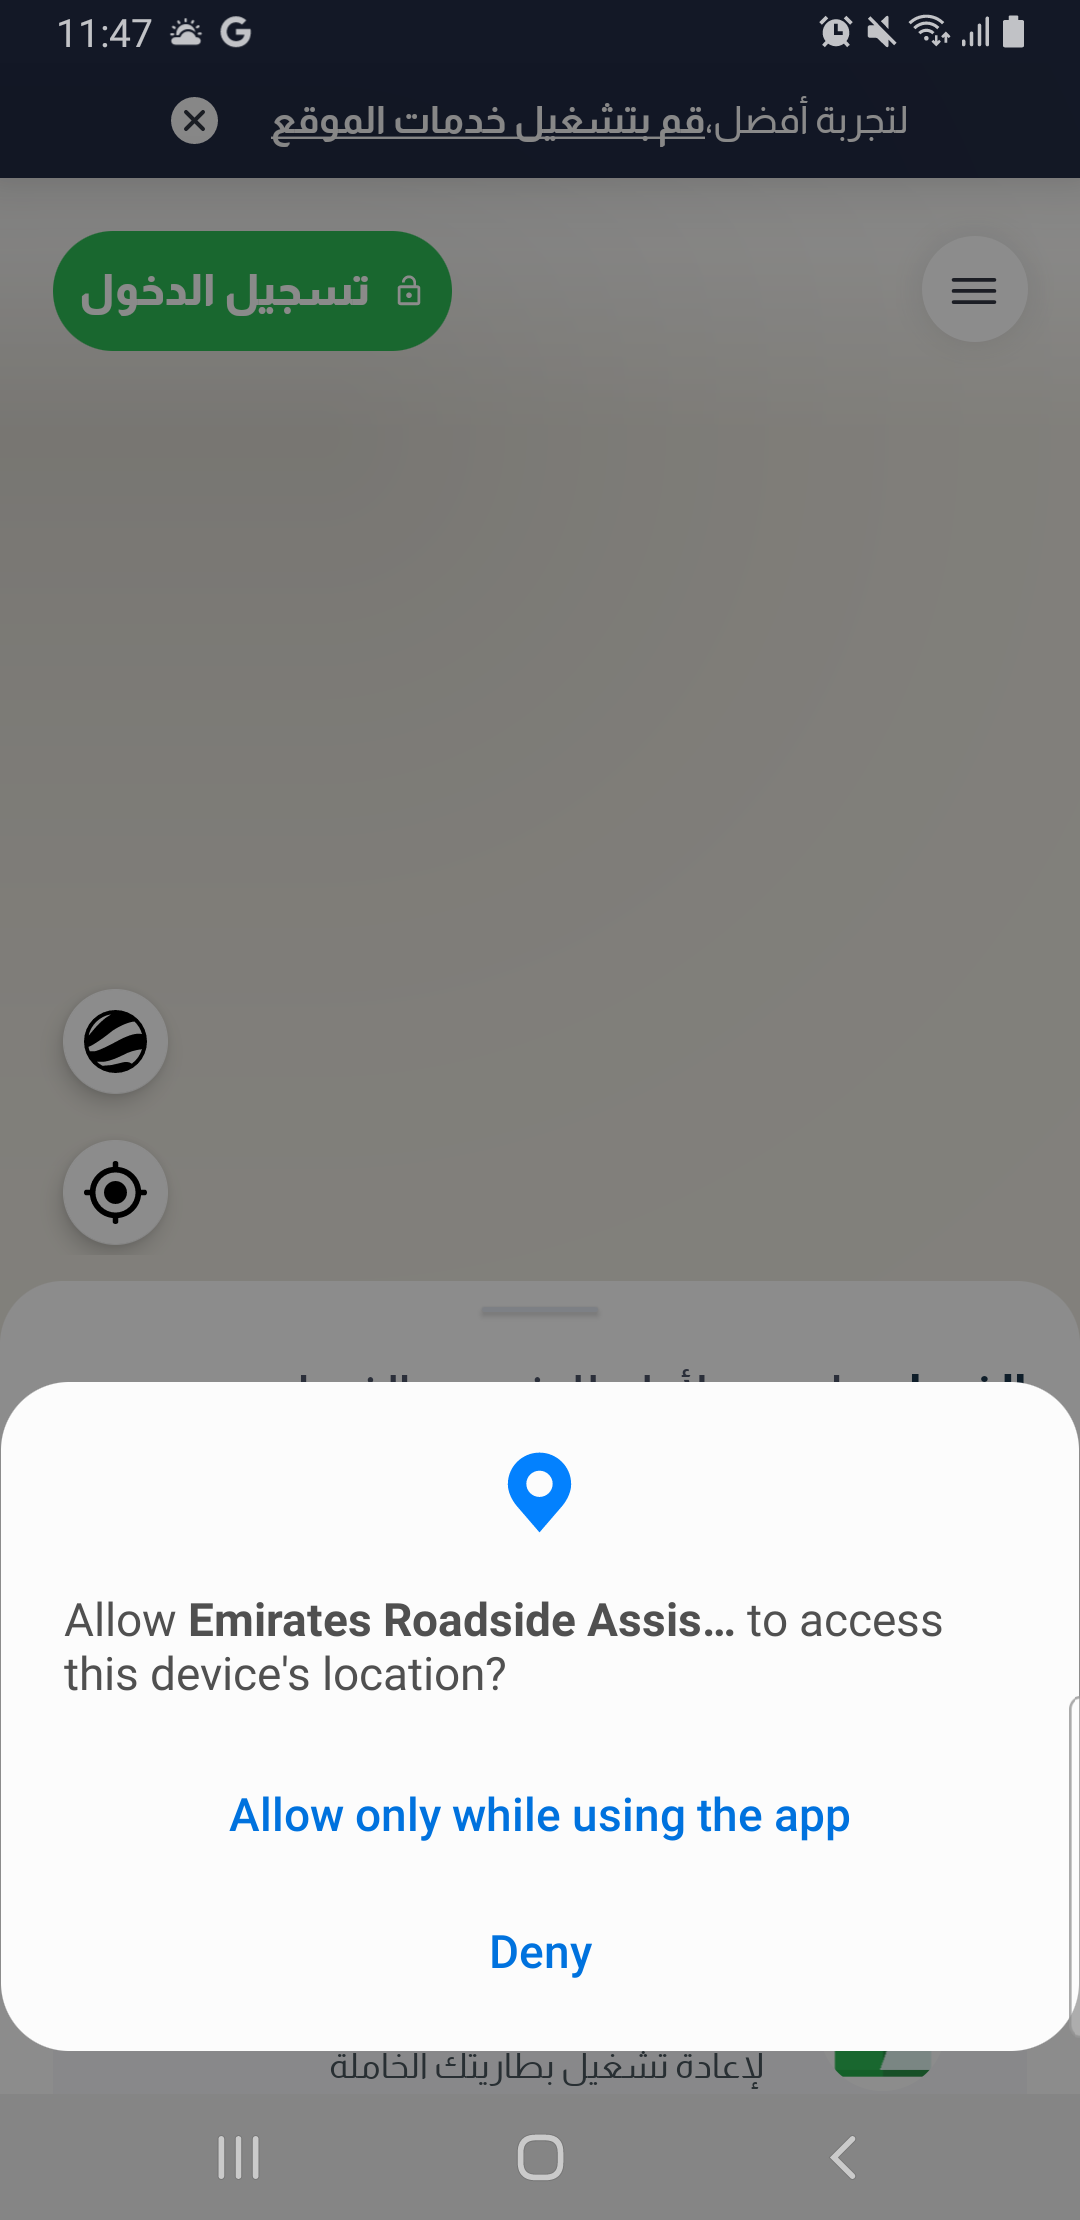 11:47
لتجربة أفضل،قم بتشغيل خدمات الموقع
تسجيل الدخول
Allow Emirates Roadside Assis... to access
this device's location?
Allow only while using the app
Deny
لإعادة تشغيل بطاريتك الخاملة